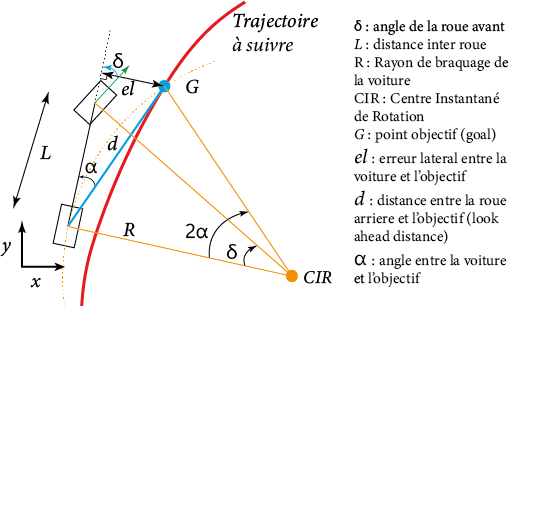 Trajectoire
à suivre
δ
el
G
d
L
α
R
2α
δ
y
x
CIR
δ : angle de la roue avant
L : distance inter roue
R : Rayon de braquage de
la voiture
CIR : Centre Instantané
de Rotation
G : point objectif (goal)
el : erreur lateral entre la
voiture et l'objectif
d : distance entre la roue
arriere et l'objectif (look
ahead distance)
α : angle entre la voiture
et l'objectif